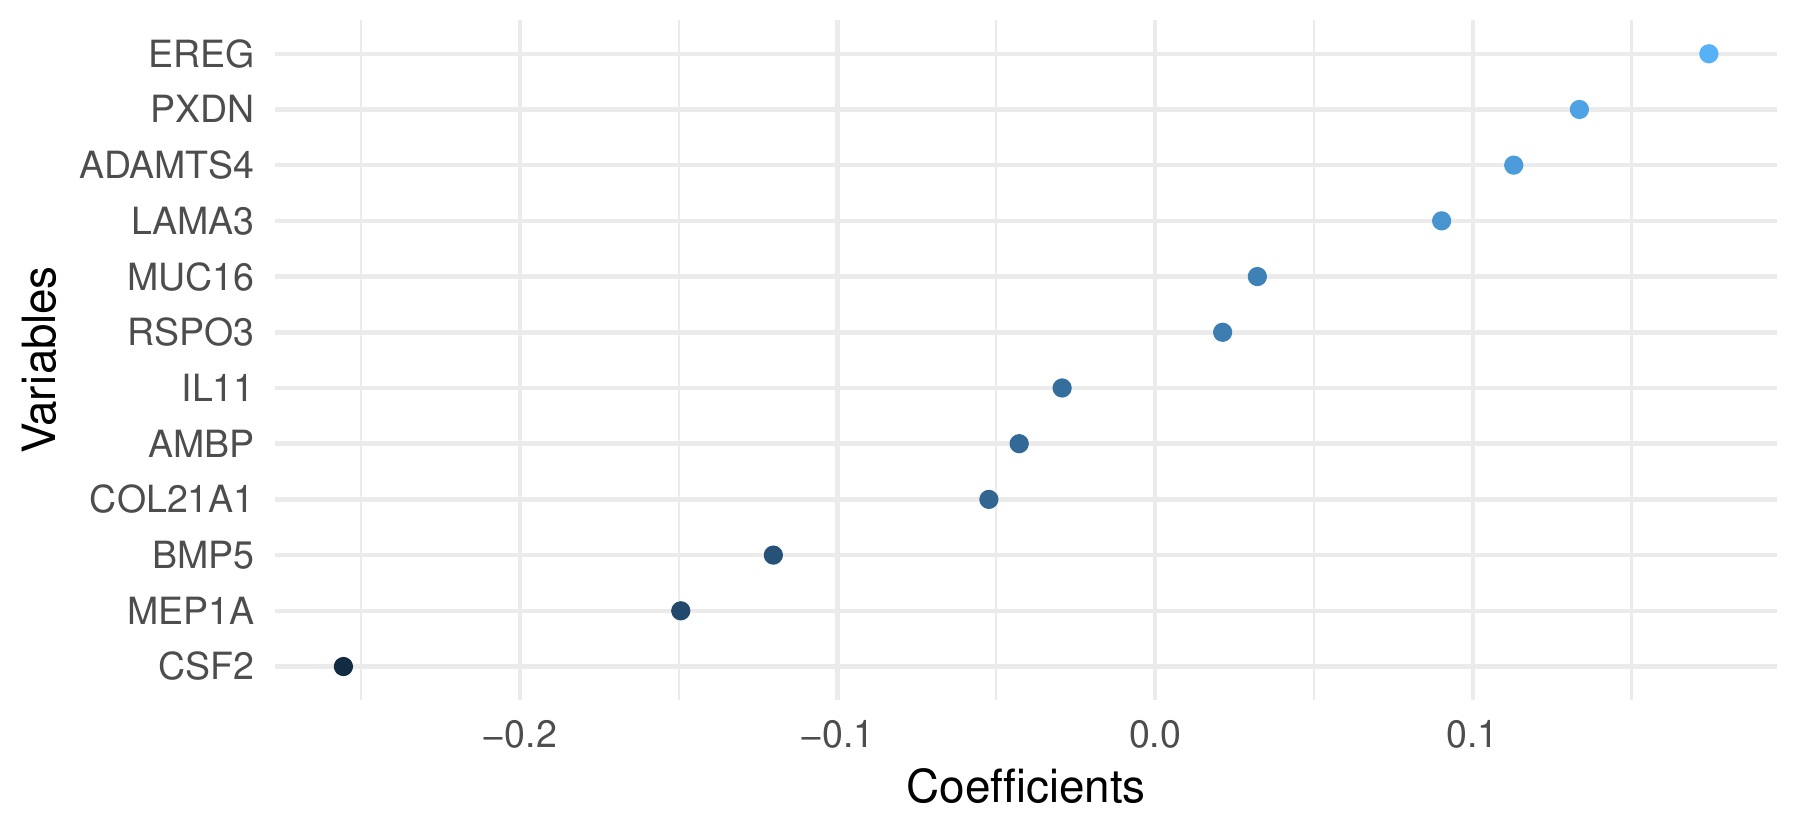 EREG
PXDN
ADAMTS4
LAMA3
MUC16
RSPO3
IL11
AMBP
COL21A1
BMP5
MEP1A
CSF2
Variables
−0.2 −0.1 0.0 0.1
Coefficients